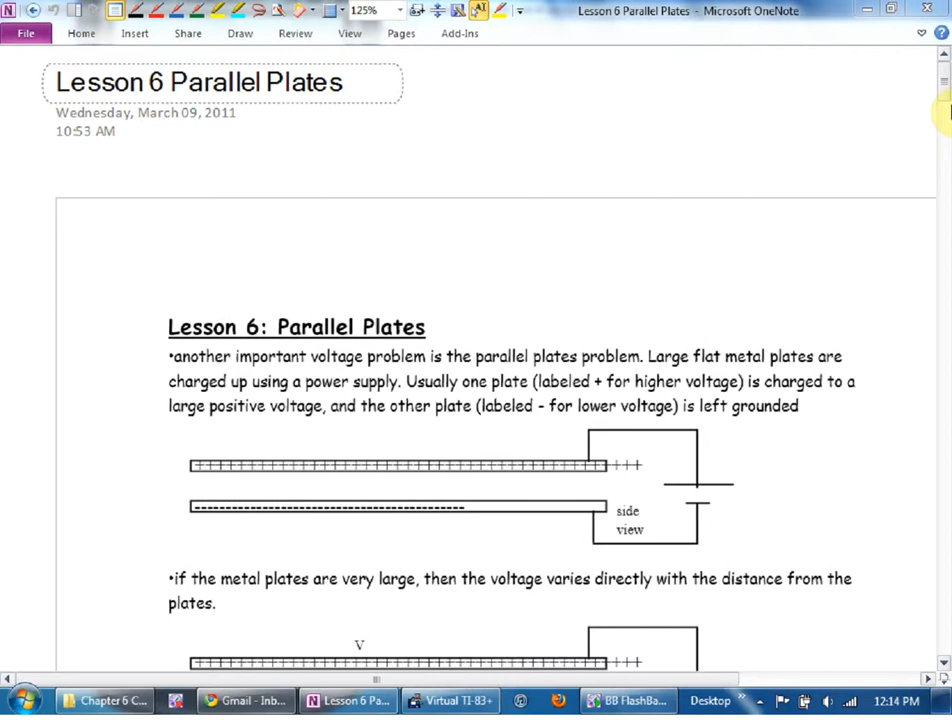 125%
Lesson 6 Parallel Plates - Microsoft OneNote
File Home Insert Share Draw Review View Pages Add-Ins
Lesson 6 Parallel Plates
Wednesday, March 09, 2011
10:53 AM
Lesson 6: Parallel Plates
•another important voltage problem is the parallel plates problem. Large flat metal plates are
charged up using a power supply. Usually one plate (labeled + for higher voltage) is charged to a
large positive voltage, and the other plate (labeled - for lower voltage) is left grounded
+++
side
view
•if the metal plates are very large, then the voltage varies directly with the distance from the
plates.
V
+++
Chapter 6 C... Gmail - Inb... Lesson 6 Pa... Virtual TI-83+ BB FlashBa... Desktop 12:14 PM